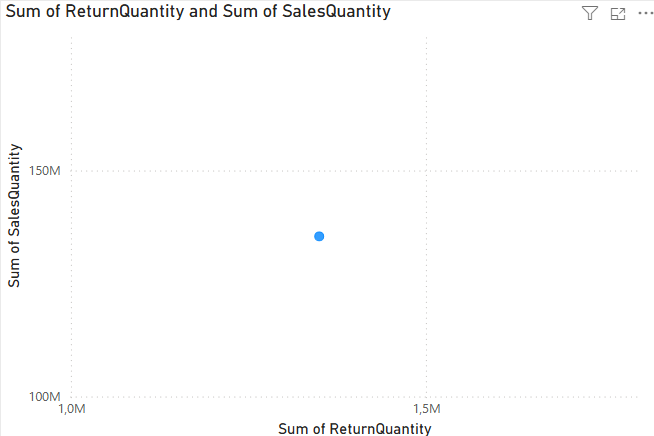 Sum of ReturnQuantity and Sum of SalesQuantity
Sum of SalesQuantity
150M
100M
1,0M
1,5M
Sum of ReturnQuantity